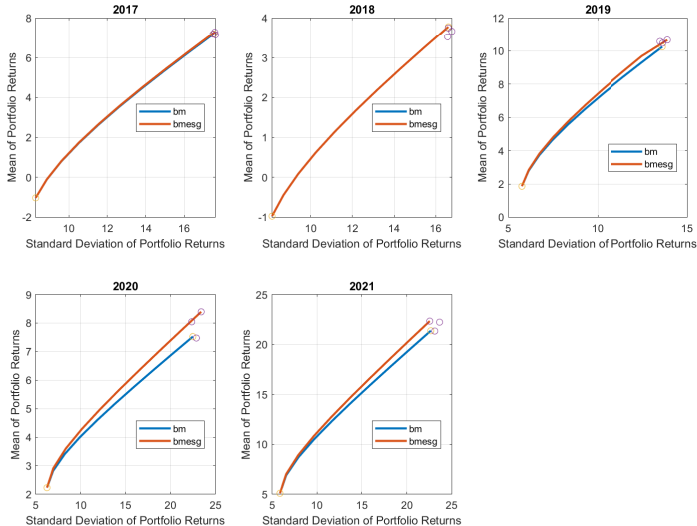 2017
Mean of Portfolio Returns
8
6
4
2
0
-2
bm
bmesg
10 12 14 16
Standard Deviation of Portfolio Returns
2018
Mean of Portfolio Returns
4
3
2
1
0
-1
bm
bmesg
10 12 14 16
Standard Deviation of Portfolio Returns
2019
Mean of Portfolio Returns
12
10
8
6
4
2
0
bm
bmesg
5 10 15
Standard Deviation of Portfolio Returns
2020
Mean of Portfolio Returns
9
8
7
6
5
4
3
2
bm
bmesg
5 10 15 20 25
Standard Deviation of Portfolio Returns
2021
Mean of Portfolio Returns
25
20
15
10
5
bm
bmesg
5 10 15 20 25
Standard Deviation of Portfolio Returns